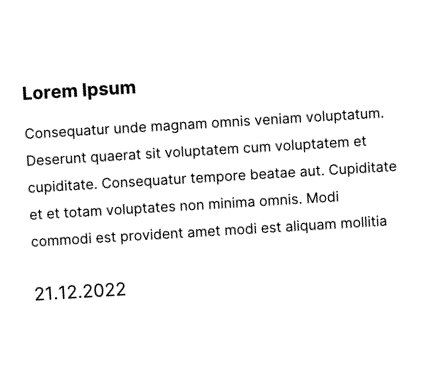 Lorem Ipsum
Consequatur unde magnam omnis veniam voluptatum.
Deserunt quaerat sit voluptatem cum voluptatem et
cupiditate. Consequatur tempore beatae aut. Cupiditate
et et totam voluptates non minima omnis. Modi
commodi est provident amet modi est aliquam mollitia
21.12.2022